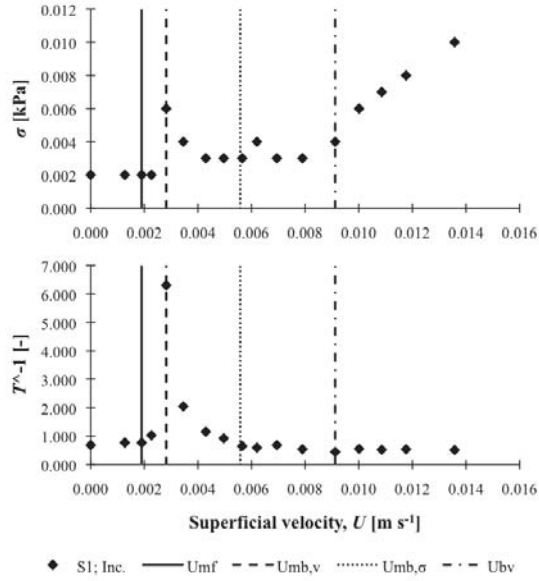 0.012
0.010
0.008
0.006
0.004
0.002
0.000
σ [kPa]
0.000 0.002 0.004 0.006 0.008 0.010 0.012 0.014 0.016
7.000
6.000
5.000
4.000
3.000
2.000
1.000
0.000
T^-1 [-]
0.000 0.002 0.004 0.006 0.008 0.010 0.012 0.014 0.016
Superficial velocity, U [m s⁻¹]
S1; Inc. Umf Umb,v Umb,σ Ubv